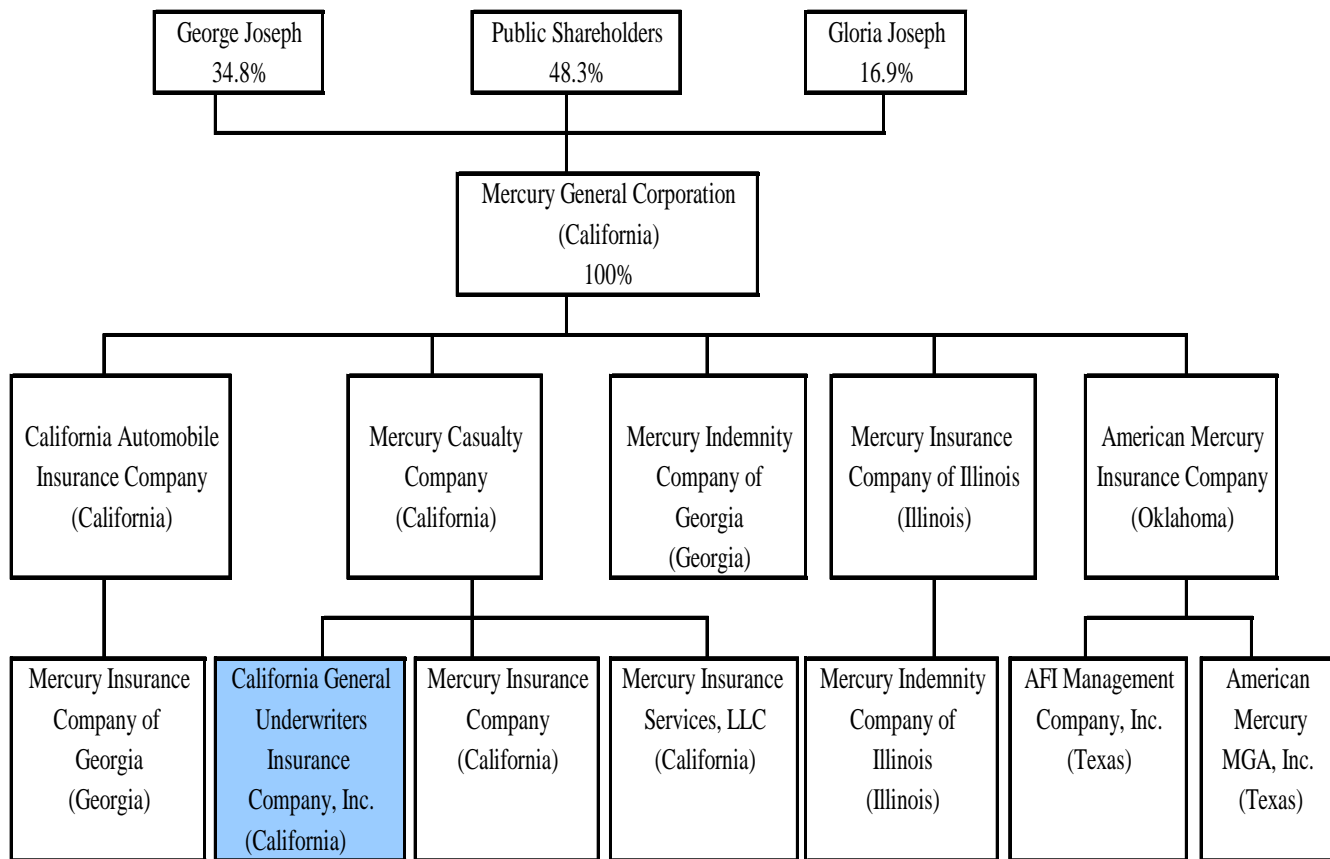 George Joseph
34.8%
Public Shareholders
48.3%
Gloria Joseph
16.9%
Mercury General Corporation
(California)
100%
California Automobile
Insurance Company
(California)
Mercury Casualty
Company
(California)
Mercury Indemnity
Company of
Georgia
(Georgia)
Mercury Insurance
Company of Illinois
(Illinois)
American Mercury
Insurance Company
(Oklahoma)
Mercury Insurance
Company of
Georgia
(Georgia)
California General
Underwriters
Insurance
Company, Inc.
(California)
Mercury Insurance
Company
(California)
Mercury Insurance
Services, LLC
(California)
Mercury Indemnity
Company of
Illinois
(Illinois)
AFI Management
Company, Inc.
(Texas)
American
Mercury
MGA, Inc.
(Texas)